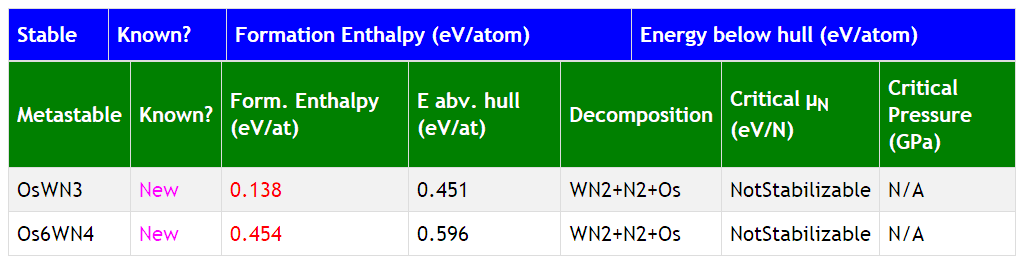 Stable Known? Formation Enthalpy (eV/atom) Energy below hull (eV/atom)
Metastable Known? Form. Enthalpy (eV/at) E abv. hull (eV/at) Decomposition Critical μN (eV/N) Critical Pressure (GPa)
OsWN3 New 0.138 0.451 WN2+N2+Os NotStabilizable N/A
Os6WN4 New 0.454 0.596 WN2+N2+Os NotStabilizable N/A